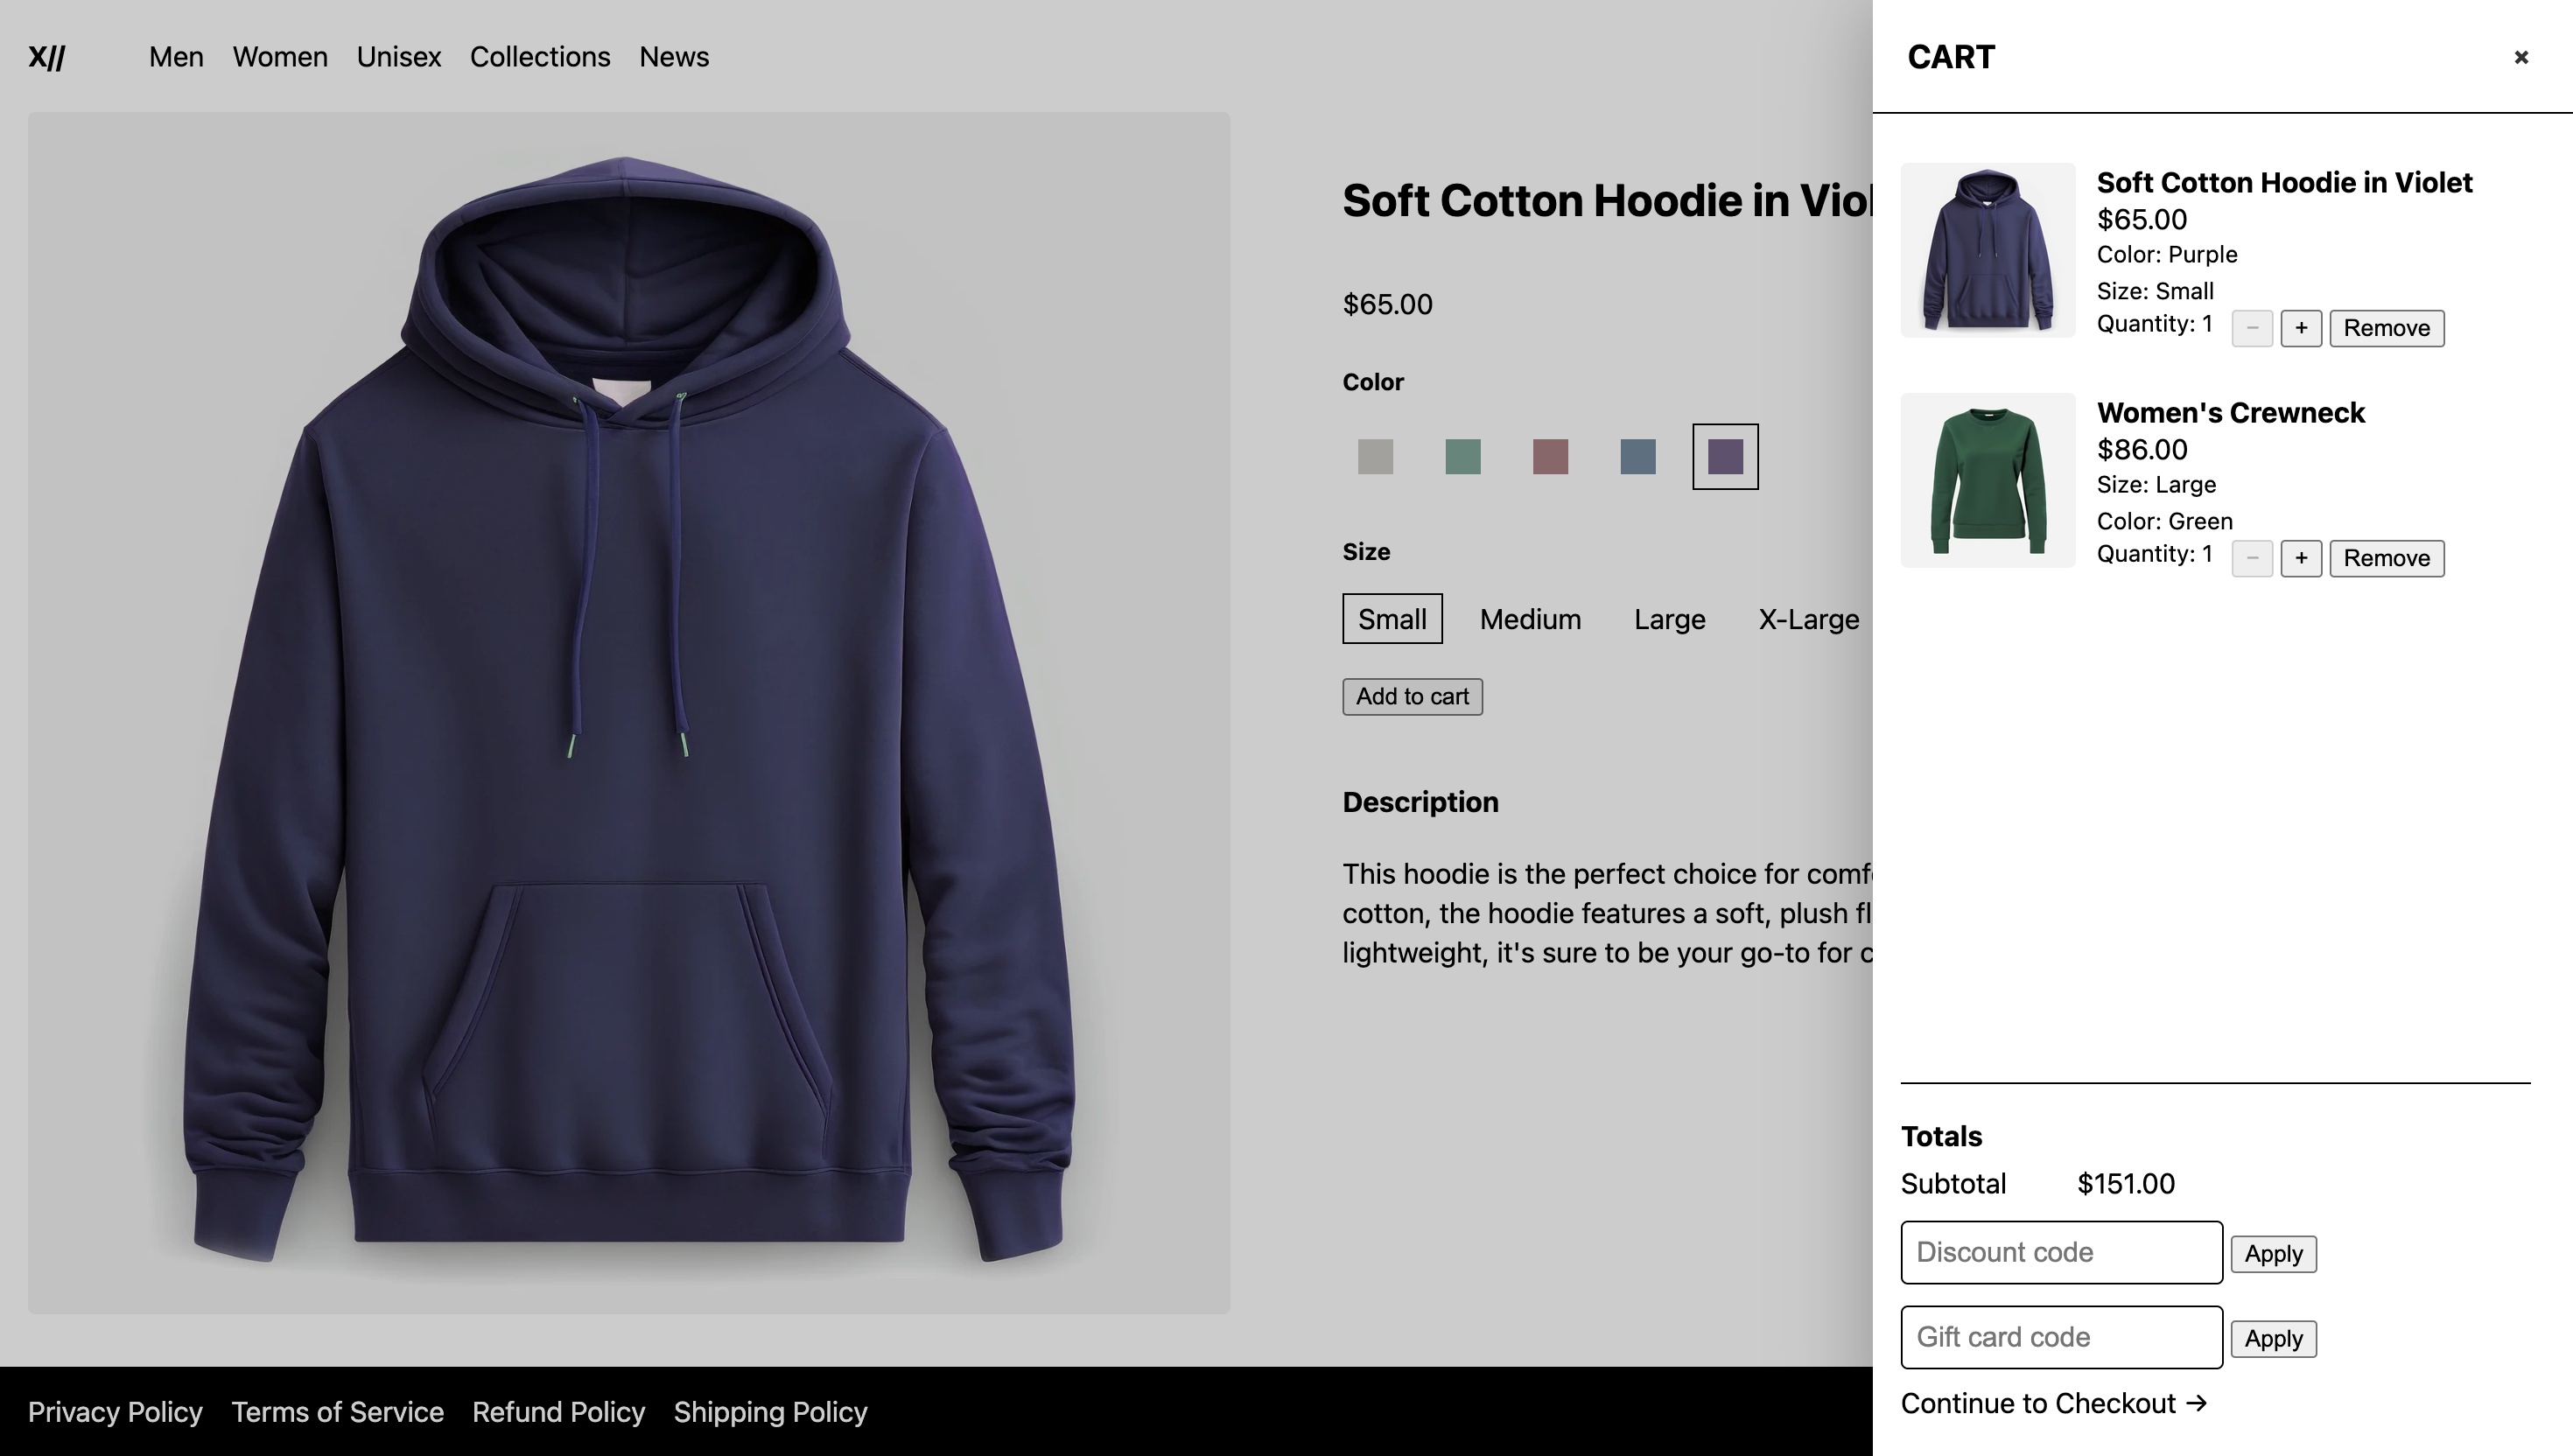 X//
Men
Women
Unisex
Collections
News
Soft Cotton Hoodie in
$65.00
Color
Size
Small
Medium
Large
X-Large
Add to cart
Description
This hoodie is the perfect choice for
cotton, the hoodie features a soft, plush
lightweight, it's sure to be your go-to for
CART
×
Soft Cotton Hoodie in Violet
$65.00
Color: Purple
Size: Small
Quantity: 1 − + Remove
Women's Crewneck
$86.00
Size: Large
Color: Green
Quantity: 1 − + Remove
Totals
Subtotal $151.00
Discount code Apply
Gift card code Apply
Continue to Checkout →
Privacy Policy
Terms of Service
Refund Policy
Shipping Policy